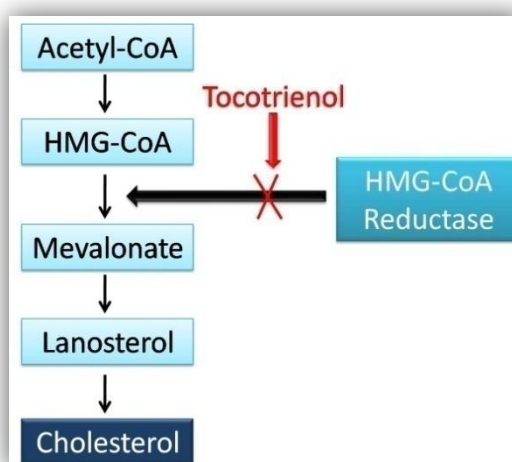 Acetyl-CoA
Tocotrienol
HMG-CoA
HMG-CoA
Reductase
Mevalonate
Lanosterol
Cholesterol